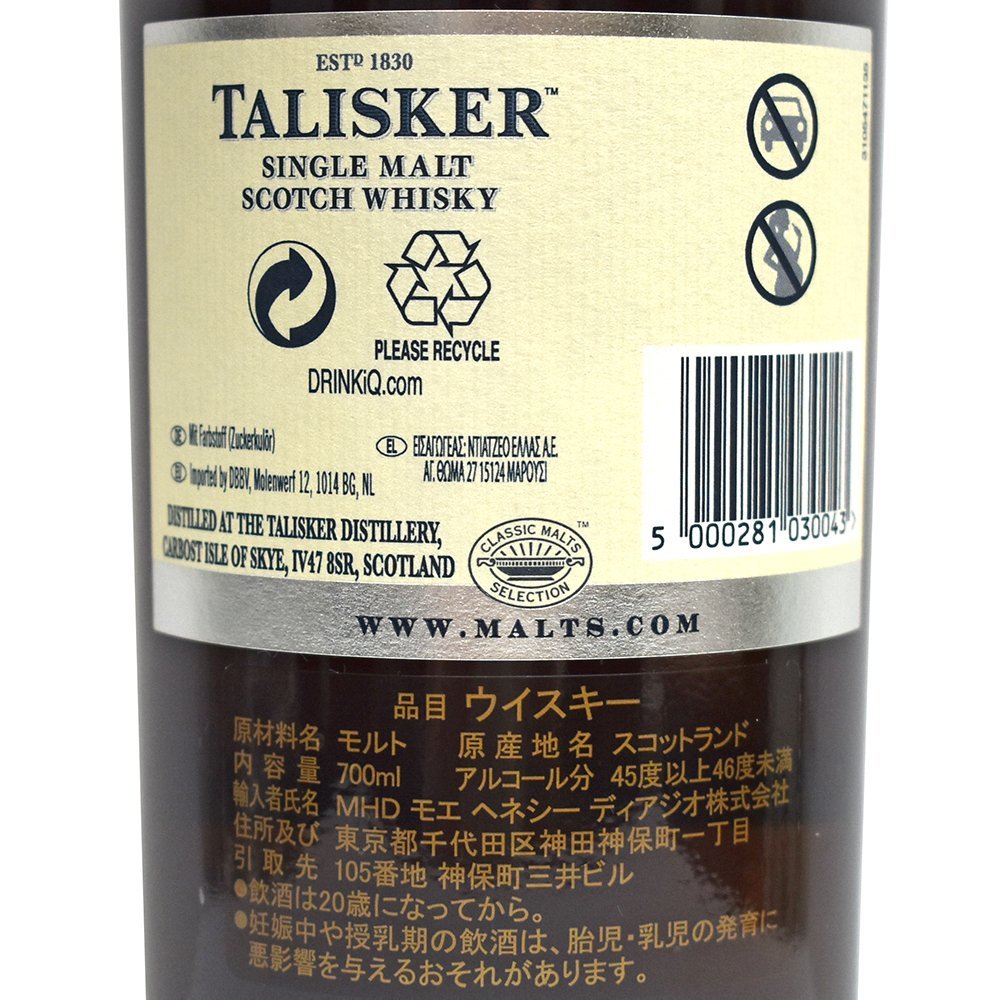 ESTD 1830
TALISKER™
SINGLE MALT
SCOTCH WHISKY
3106471138
PLEASE RECYCLE
DRINKiQ.com
DE Mit Farbstoff (Zuckerkulör)
EU Imported by DBBV, Molenwerf 12, 1014 BG, NL
EL ΕΙΣΑΓΩΓΕΑΣ: ΝΤΙΑΤΖΕΟ ΕΛΛΑΣ Α.Ε.
ΑΓ. ΘΩΜΑ 27 15124 ΜΑΡΟΥΣΙ
DISTILLED AT THE TALISKER DISTILLERY,
CARBOST ISLE OF SKYE, IV47 8SR, SCOTLAND
CLASSIC MALTS™
SELECTION
5 000281 030043 >
WWW.MALTS.COM
品目 ウイスキー
原材料名 モルト 原産地名 スコットランド
内容量 700ml アルコール分 45度以上46度未満
輸入者氏名 MHD モエ ヘネシー ディアジオ株式会社
住所及び 東京都千代田区神田神保町一丁目
引取先 105番地 神保町三井ビル
●飲酒は20歳になってから。
●妊娠中や授乳期の飲酒は、胎児・乳児の発育に
悪影響を与えるおそれがあります。